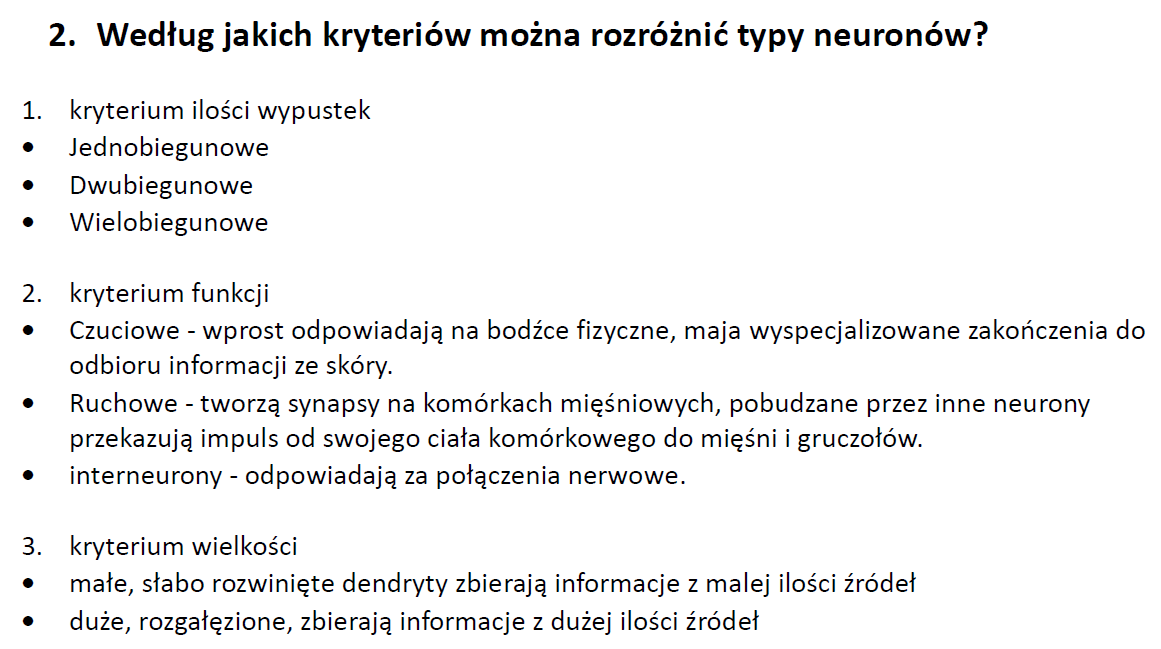 2. Według jakich kryteriów można rozróżnić typy neuronów?
1. kryterium ilości wypustek
• Jednobiegunowe
• Dwubiegunowe
• Wielobiegunowe
2. kryterium funkcji
• Czuciowe - wprost odpowiadają na bodźce fizyczne, maja wyspecjalizowane zakończenia do
odbioru informacji ze skóry.
• Ruchowe - tworzą synapsy na komórkach mięśniowych, pobudzane przez inne neurony
przekazują impuls od swojego ciała komórkowego do mięśni i gruczołów.
• interneurony - odpowiadają za połączenia nerwowe.
3. kryterium wielkości
• małe, słabo rozwinięte dendryty zbierają informacje z malej ilości źródeł
• duże, rozgałęzione, zbierają informacje z dużej ilości źródeł